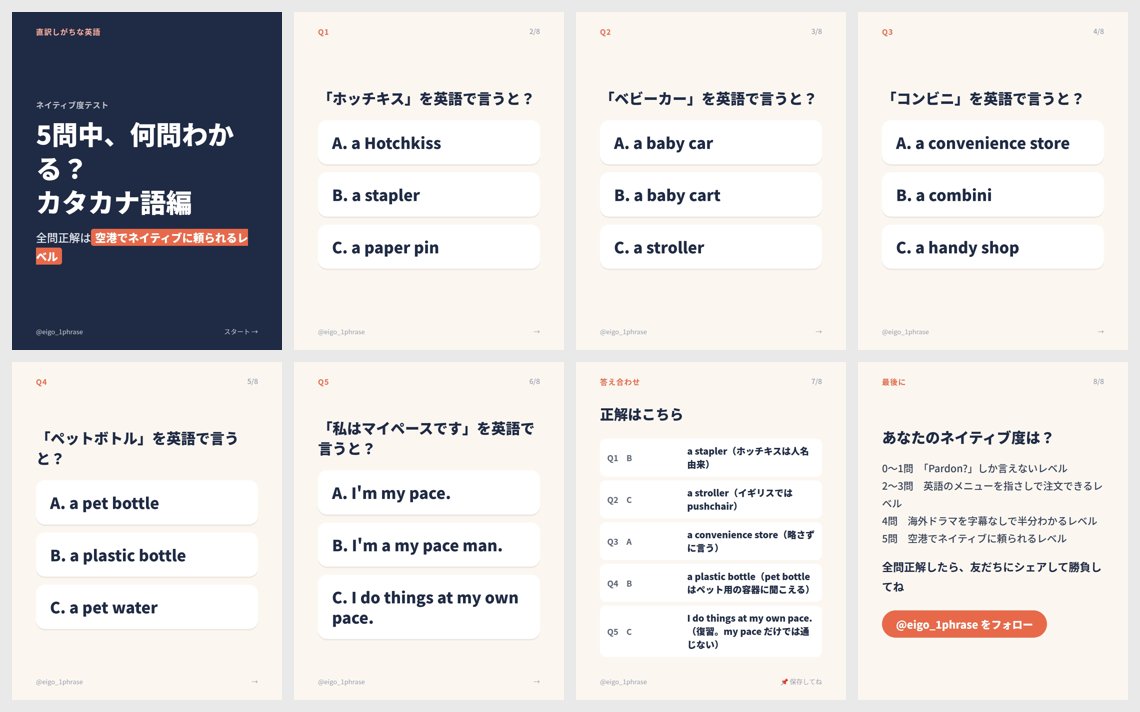 直訳しがちな英語
ネイティブ度テスト
5問中、何問わか
る？
カタカナ語編
全問正解は 空港でネイティブに頼られるレ
ベル
@eigo_1phrase
スタート →
Q1
2/8
「ホッチキス」を英語で言うと？
A. a Hotchkiss
B. a stapler
C. a paper pin
@eigo_1phrase
→
Q2
3/8
「ベビーカー」を英語で言うと？
A. a baby car
B. a baby cart
C. a stroller
@eigo_1phrase
→
Q3
4/8
「コンビニ」を英語で言うと？
A. a convenience store
B. a combini
C. a handy shop
@eigo_1phrase
→
Q4
5/8
「ペットボトル」を英語で言う
と？
A. a pet bottle
B. a plastic bottle
C. a pet water
@eigo_1phrase
→
Q5
6/8
「私はマイペースです」を英語で
言うと？
A. I'm my pace.
B. I'm a my pace man.
C. I do things at my own
pace.
@eigo_1phrase
→
答え合わせ
7/8
正解はこちら
Q1 B a stapler（ホッチキスは人名
由来）
Q2 C a stroller（イギリスでは
pushchair）
Q3 A a convenience store（略さず
に言う）
Q4 B a plastic bottle（pet bottle
はペット用の容器に聞こえる）
Q5 C I do things at my own pace.
（復習。my pace だけでは通
じない）
@eigo_1phrase
📌 保存してね
最後に
8/8
あなたのネイティブ度は？
0〜1問　「Pardon?」しか言えないレベル
2〜3問　英語のメニューを指さしで注文できるレ
ベル
4問　海外ドラマを字幕なしで半分わかるレベル
5問　空港でネイティブに頼られるレベル
全問正解したら、友だちにシェアして勝負し
てね
@eigo_1phrase をフォロー